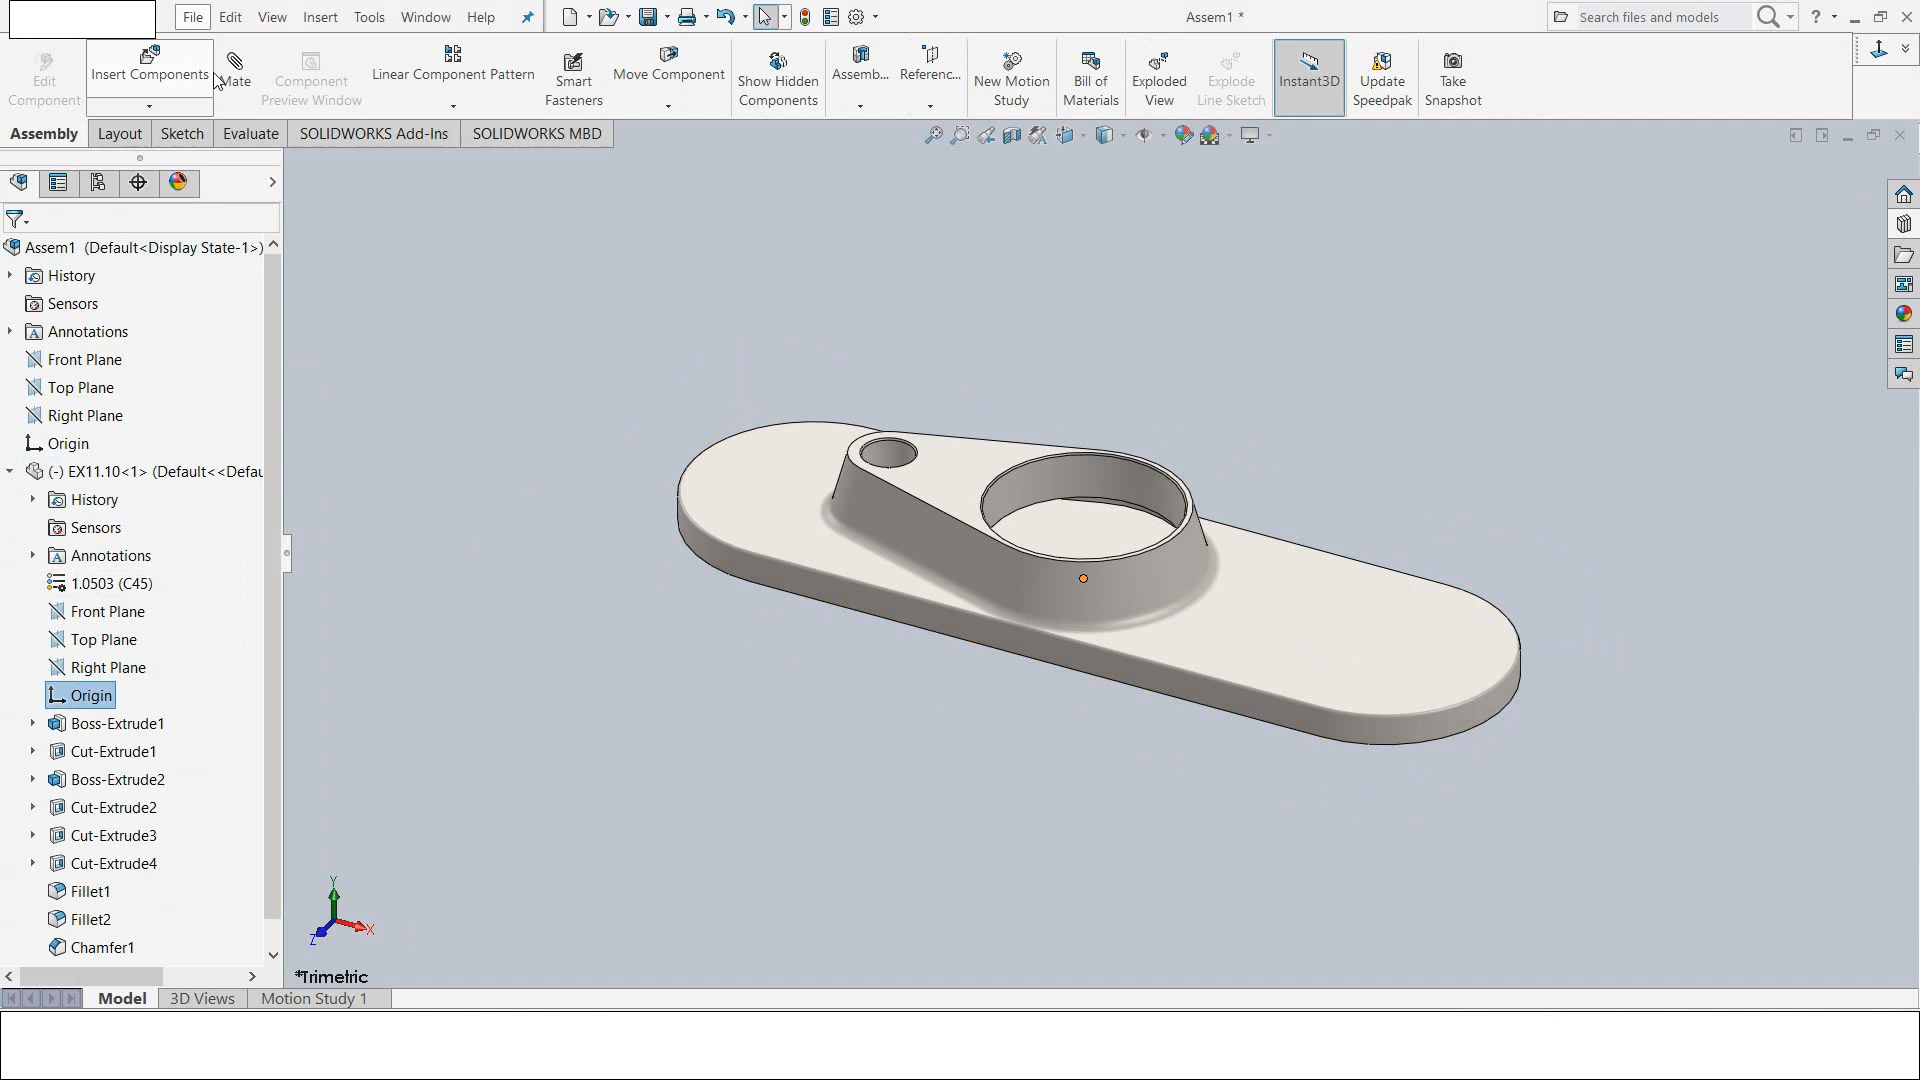 File Edit View Insert Tools Window Help
Assem1 *
Search files and models
?
Edit Component
Insert Components
Mate
Component Preview Window
Linear Component Pattern
Smart Fasteners
Move Component
Show Hidden Components
Assemb...
Referenc...
New Motion Study
Bill of Materials
Exploded View
Explode Line Sketch
Instant3D
Update Speedpak
Take Snapshot
Assembly Layout Sketch Evaluate SOLIDWORKS Add-Ins SOLIDWORKS MBD
Assem1 (Default<Display State-1>)
History
Sensors
Annotations
Front Plane
Top Plane
Right Plane
Origin
(-) EX11.10<1> (Default<<Defau
History
Sensors
Annotations
1.0503 (C45)
Front Plane
Top Plane
Right Plane
Origin
Boss-Extrude1
Cut-Extrude1
Boss-Extrude2
Cut-Extrude2
Cut-Extrude3
Cut-Extrude4
Fillet1
Fillet2
Chamfer1
Y
X
Z
*Trimetric
Model 3D Views Motion Study 1